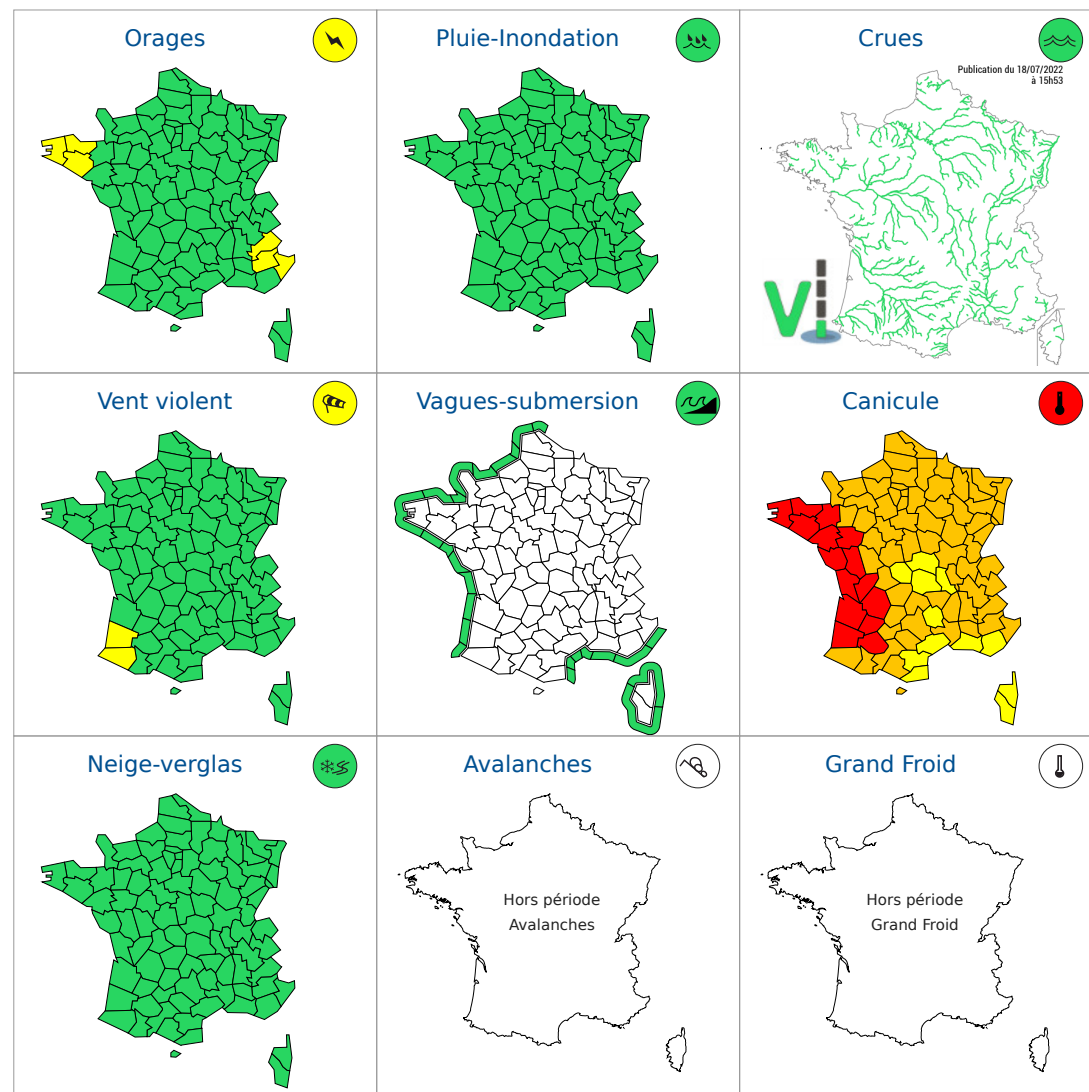 Orages
Pluie-Inondation
Crues
Publication du 18/07/2022
à 15h53
Vi
Vent violent
Vagues-submersion
Canicule
Neige-verglas
Avalanches
Hors période
Avalanches
Grand Froid
Hors période
Grand Froid